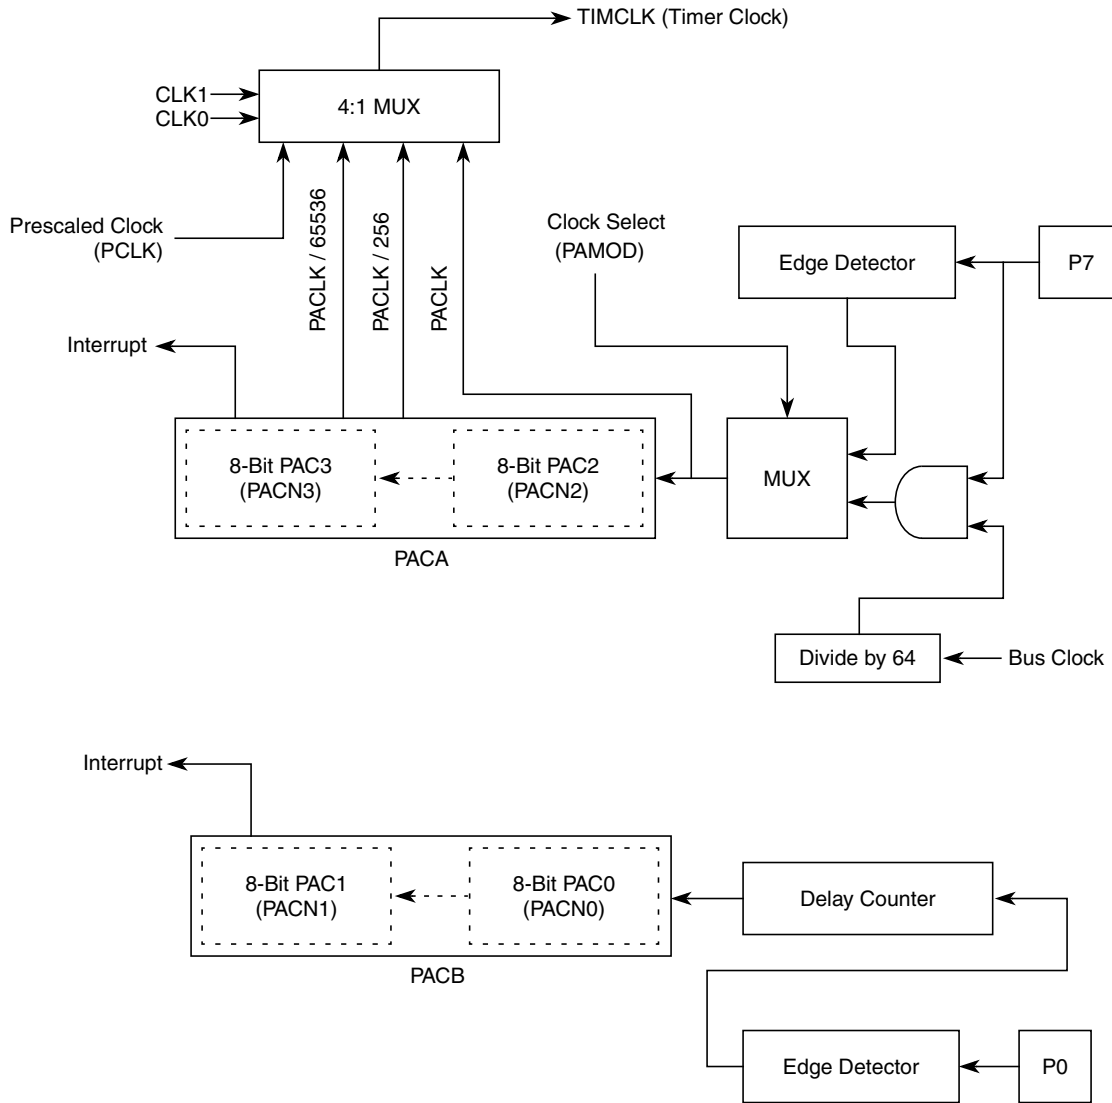 TIMCLK (Timer Clock)
CLK1
CLK0
4:1 MUX
Prescaled Clock
(PCLK)
PACLK / 65536
PACLK / 256
PACLK
Clock Select
(PAMOD)
Edge Detector
P7
Interrupt
8-Bit PAC3
(PACN3)
8-Bit PAC2
(PACN2)
MUX
PACA
Divide by 64
Bus Clock
Interrupt
8-Bit PAC1
(PACN1)
8-Bit PAC0
(PACN0)
Delay Counter
PACB
Edge Detector
P0